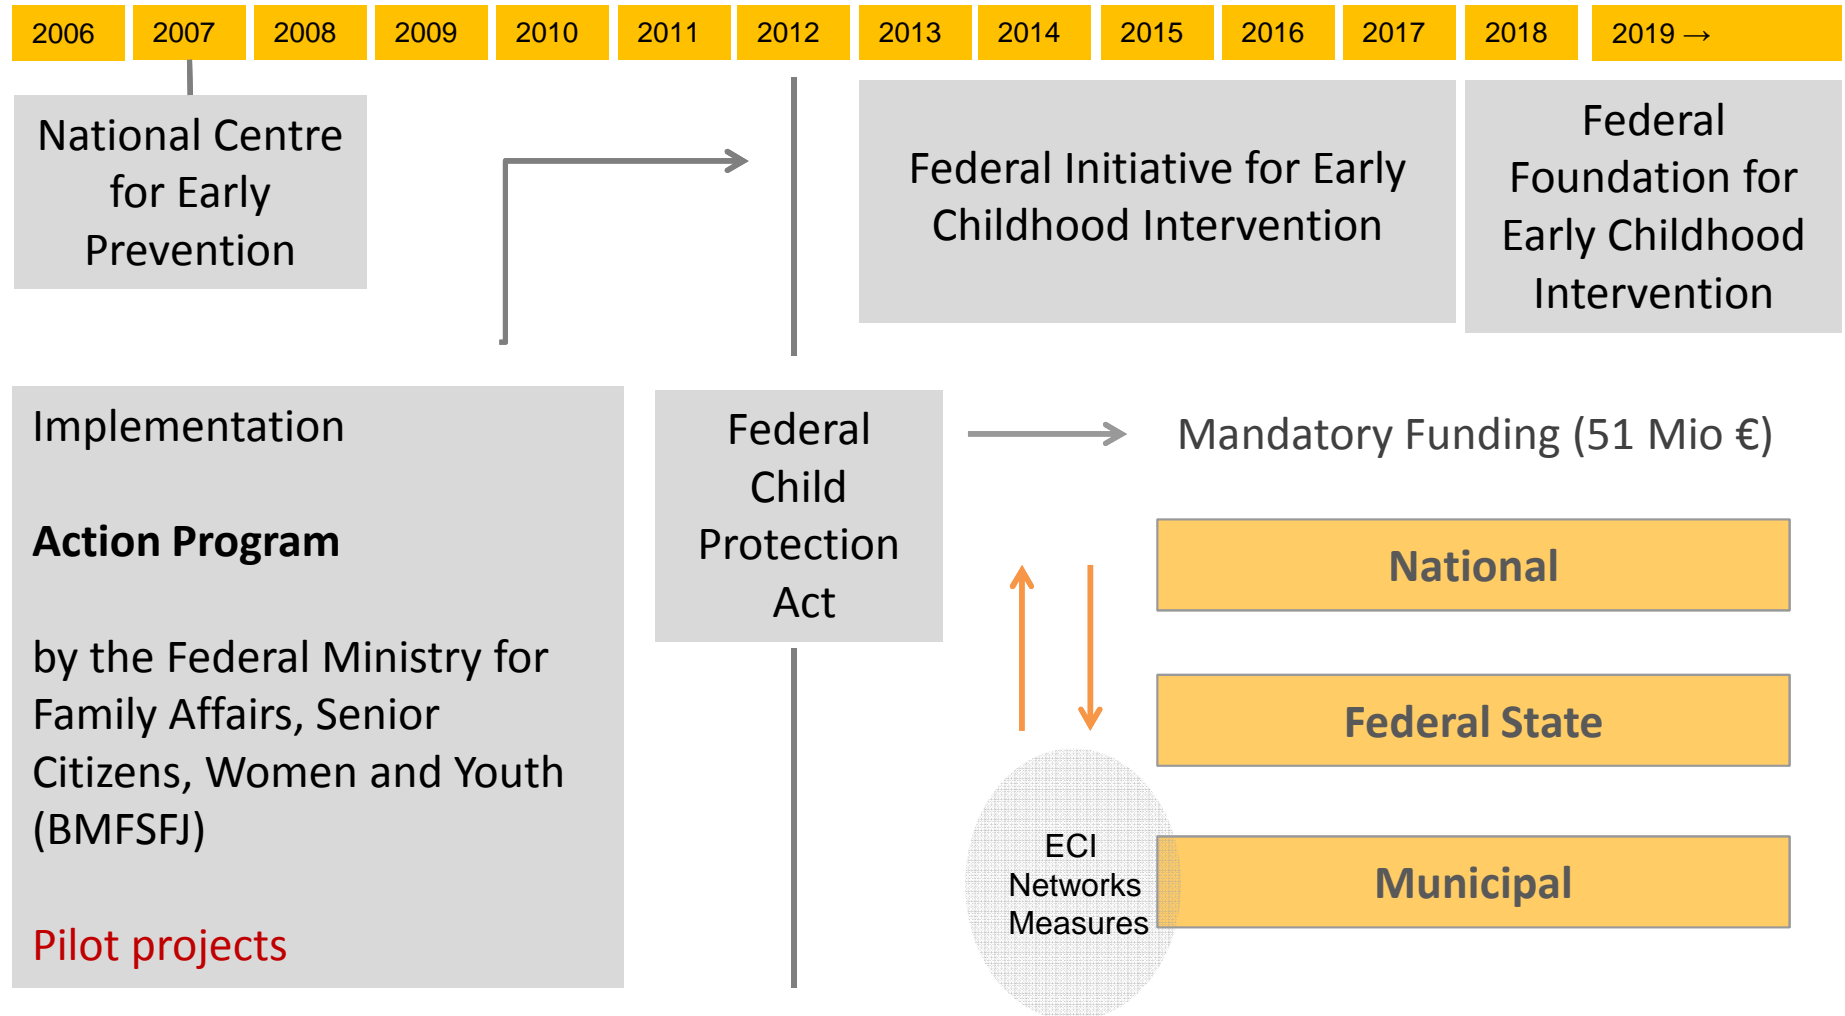 2006 2007 2008 2009 2010 2011 2012 2013 2014 2015 2016 2017 2018 2019 →
National Centre
for Early
Prevention
Federal Initiative for Early
Childhood Intervention
Federal
Foundation for
Early Childhood
Intervention
Implementation
Action Program
by the Federal Ministry for
Family Affairs, Senior
Citizens, Women and Youth
(BMFSFJ)
Pilot projects
Federal
Child
Protection
Act
Mandatory Funding (51 Mio €)
National
Federal State
Municipal
ECI
Networks
Measures